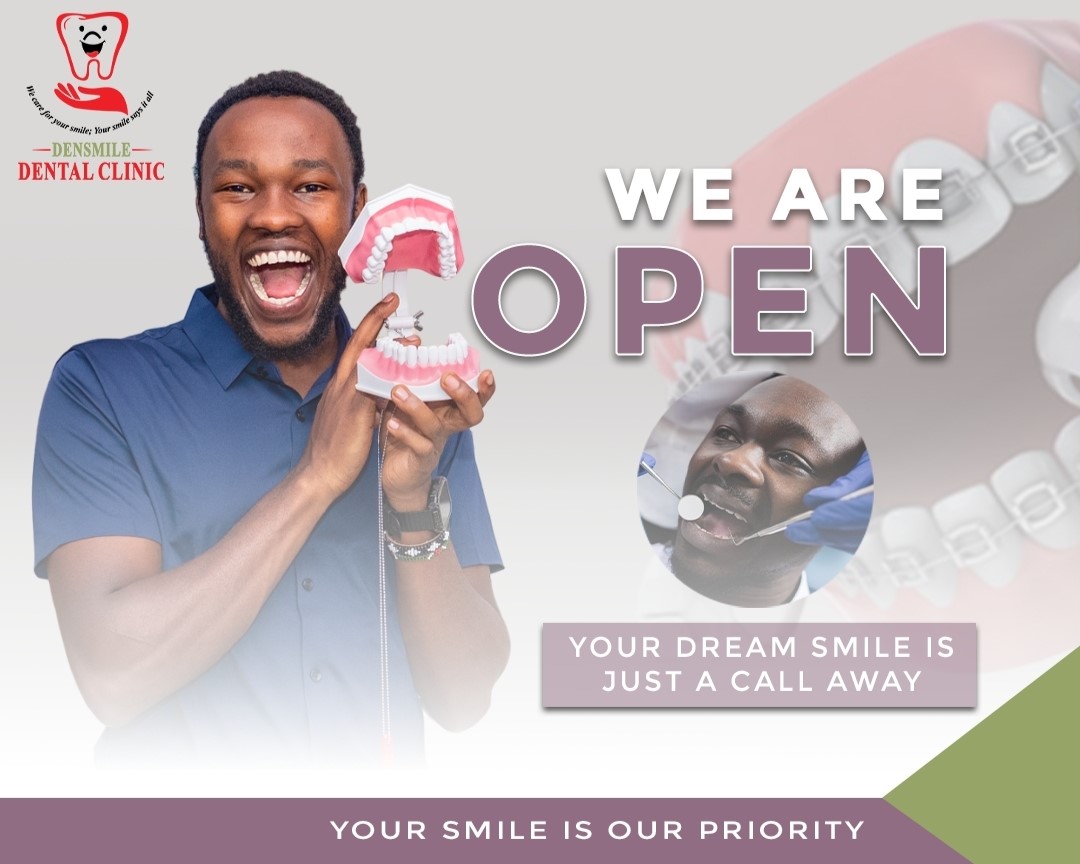 We care for your smile; Your smile says it all
DENSMILE
DENTAL CLINIC
WE ARE
OPEN
YOUR DREAM SMILE IS
JUST A CALL AWAY
YOUR SMILE IS OUR PRIORITY